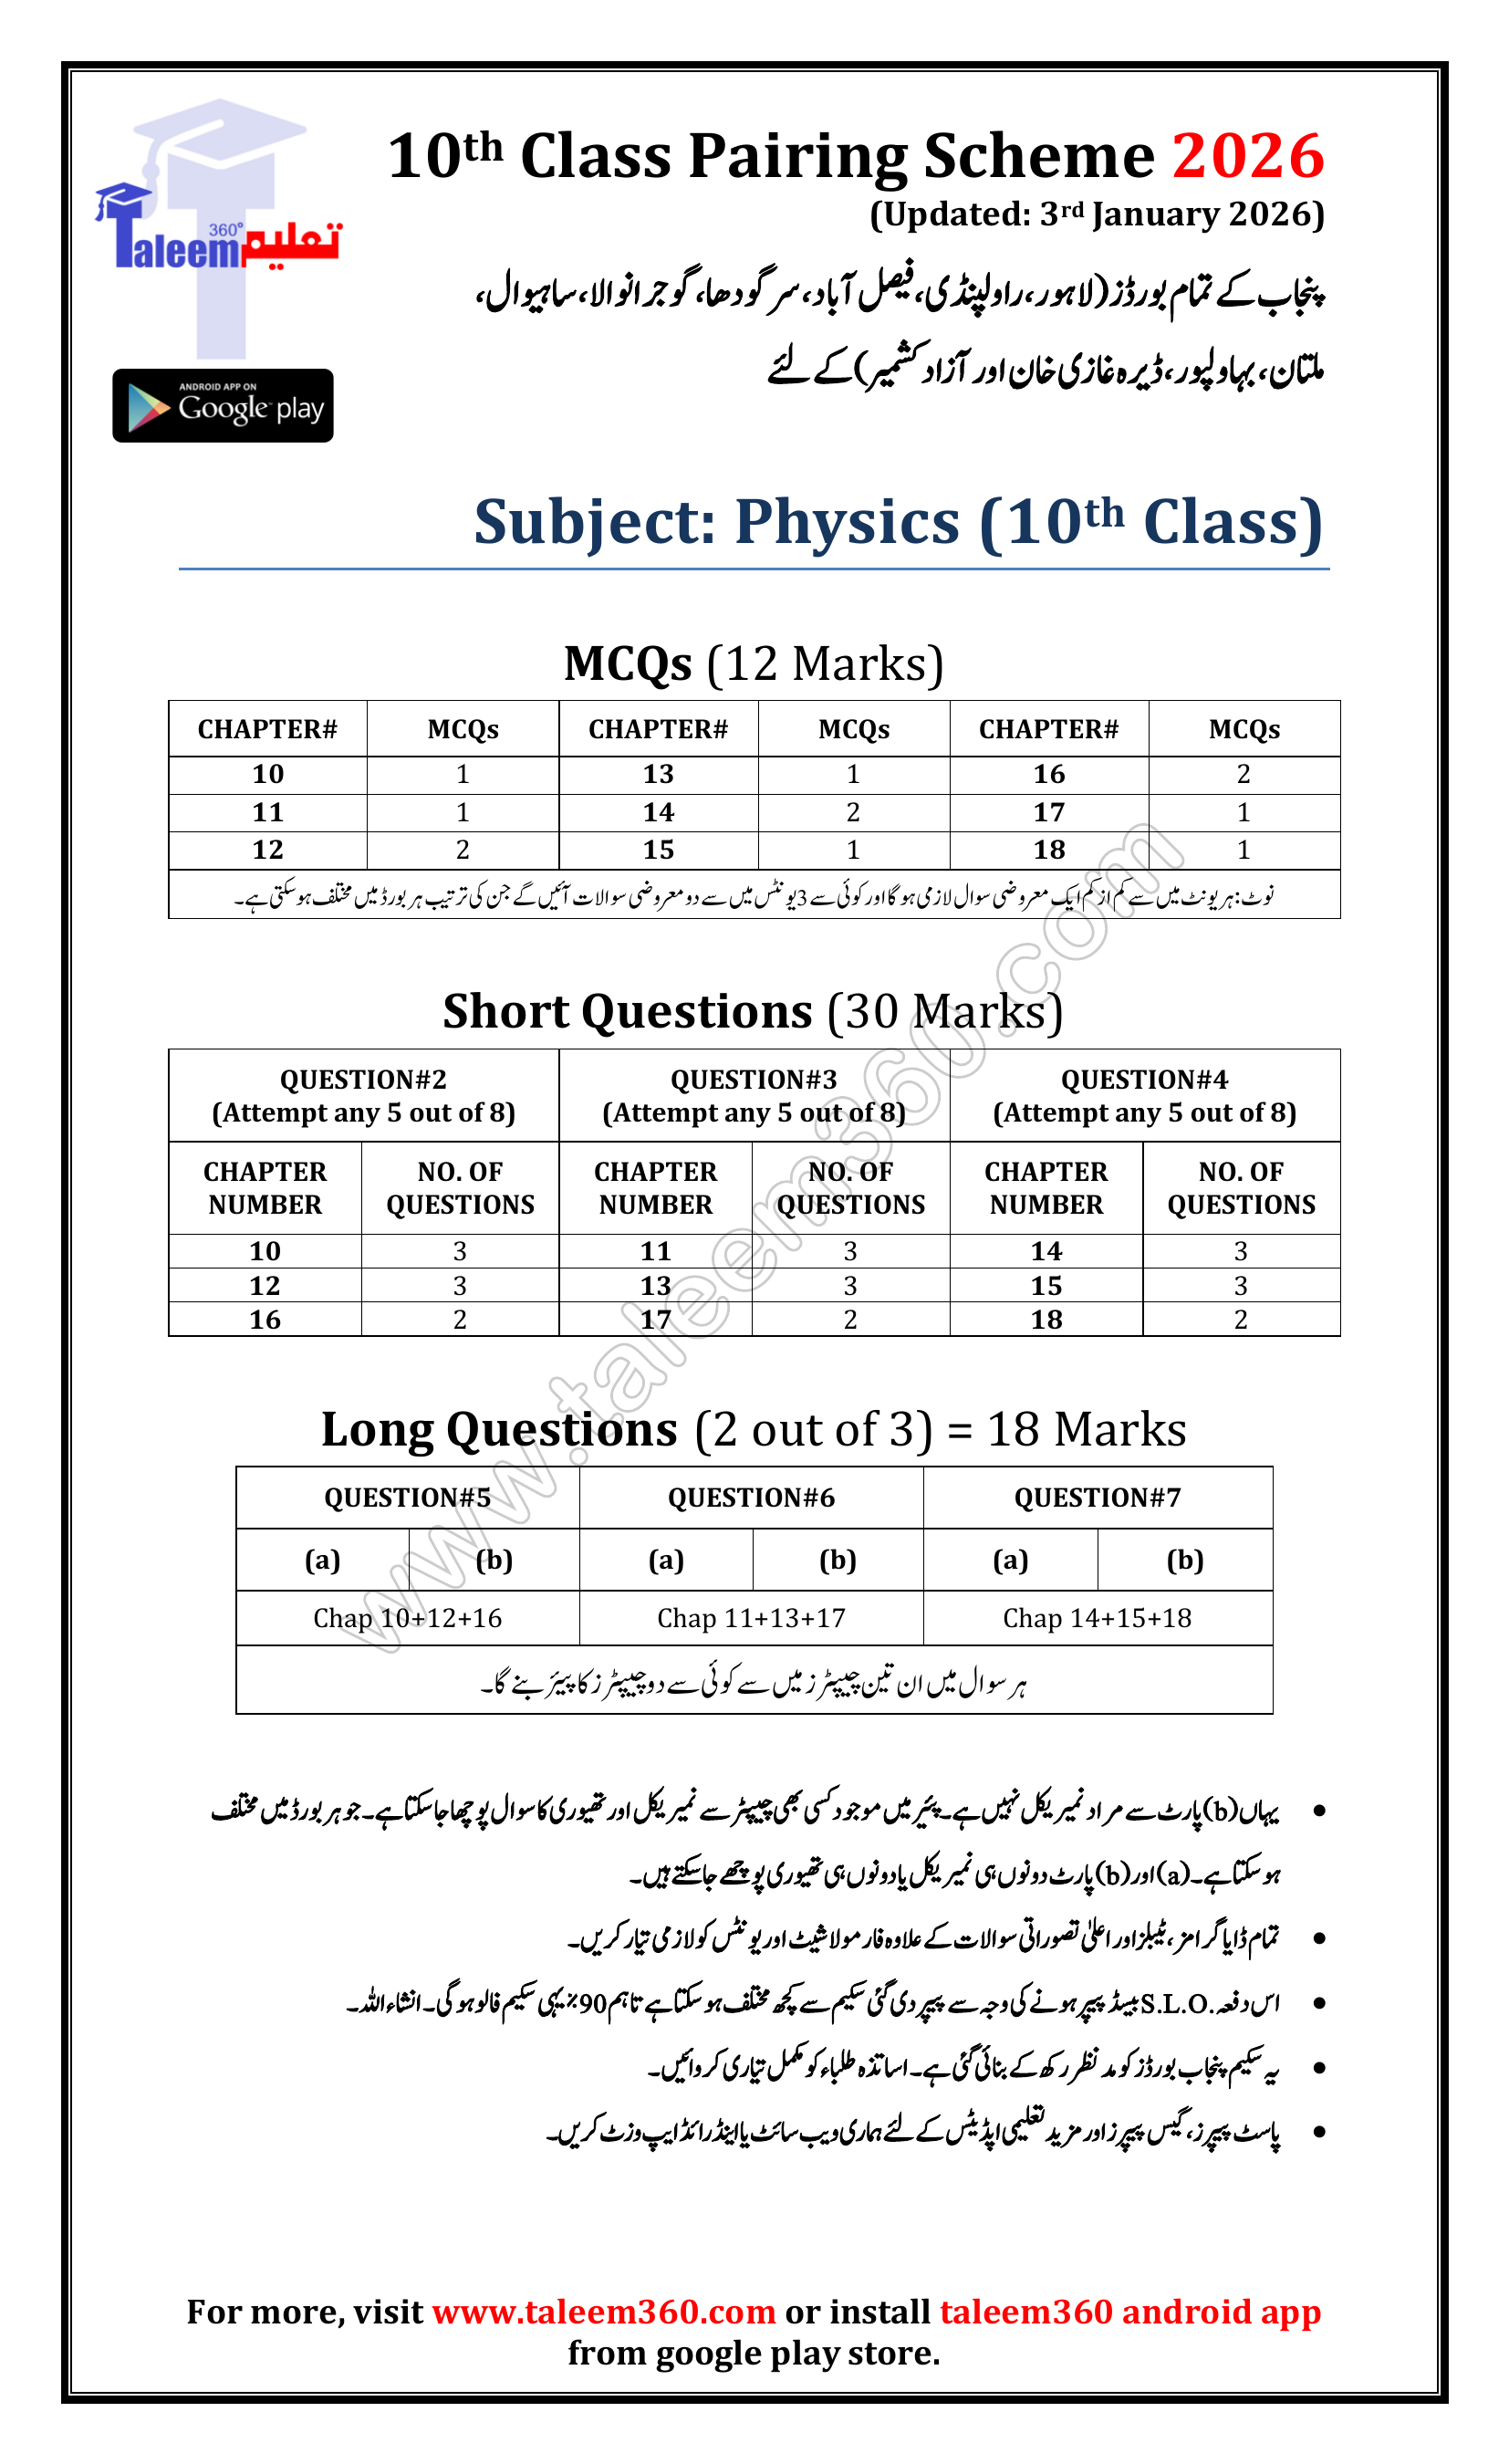 10th Class Pairing Scheme 2026
(Updated: 3rd January 2026)
360°
Taleem تعلیم
پنجاب کے تمام بورڈز (لاہور، راولپنڈی، فیصل آباد، سرگودھا، گوجرانوالا، ساہیوال،
ملتان، بہاولپور، ڈیرہ غازی خان اور آزاد کشمیر) کے لئے
ANDROID APP ON
Google play
Subject: Physics (10th Class)
MCQs (12 Marks)
CHAPTER# MCQs CHAPTER# MCQs CHAPTER# MCQs
10 1 13 1 16 2
11 1 14 2 17 1
12 2 15 1 18 1
نوٹ: ہر یونٹ میں سے کم از کم ایک معروضی سوال لازمی ہو گا اور کوئی سے 3 یونٹس میں سے دو معروضی سوالات آئیں گے جن کی ترتیب ہر بورڈ میں مختلف ہو سکتی ہے۔
Short Questions (30 Marks)
QUESTION#2 QUESTION#3 QUESTION#4
(Attempt any 5 out of 8) (Attempt any 5 out of 8) (Attempt any 5 out of 8)
CHAPTER NO. OF CHAPTER NO. OF CHAPTER NO. OF
NUMBER QUESTIONS NUMBER QUESTIONS NUMBER QUESTIONS
10 3 11 3 14 3
12 3 13 3 15 3
16 2 17 2 18 2
Long Questions (2 out of 3) = 18 Marks
QUESTION#5 QUESTION#6 QUESTION#7
(a) (b) (a) (b) (a) (b)
Chap 10+12+16 Chap 11+13+17 Chap 14+15+18
ہر سوال میں ان تین چیپٹرز میں سے کوئی سے دو چیپٹرز کا پیئر بنے گا۔
• یہاں (b) پارٹ سے مراد نمیریکل نہیں ہے۔ پئیر میں موجود کسی بھی چیپٹر سے نمیریکل اور تھیوری کا سوال پوچھا جا سکتا ہے۔ جو ہر بورڈ میں مختلف
ہو سکتا ہے۔ (a) اور (b) پارٹ دونوں ہی نمیریکل یا دونوں ہی تھیوری پوچھے جا سکتے ہیں۔
• تمام ڈایاگرامز، ٹیبلز اور اعلیٰ تصوراتی سوالات کے علاوہ فارمولا شیٹ اور یونٹس کو لازمی تیار کریں۔
• اس دفعہ S.L.O. بیسڈ پیپر ہونے کی وجہ سے پیپر دی گئی سکیم سے کچھ مختلف ہو سکتا ہے تاہم 90٪ یہی سکیم فالو ہو گی۔ انشاء اللہ۔
• یہ سکیم پنجاب بورڈز کو مد نظر رکھ کے بنائی گئی ہے۔ اساتذہ طلباء کو مکمل تیاری کروائیں۔
• پاسٹ پیپرز، گیس پیپرز اور مزید تعلیمی اپڈیٹس کے لئے ہماری ویب سائٹ یا اینڈرائڈ ایپ وزٹ کریں۔
www.taleem360.com
For more, visit www.taleem360.com or install taleem360 android app
from google play store.